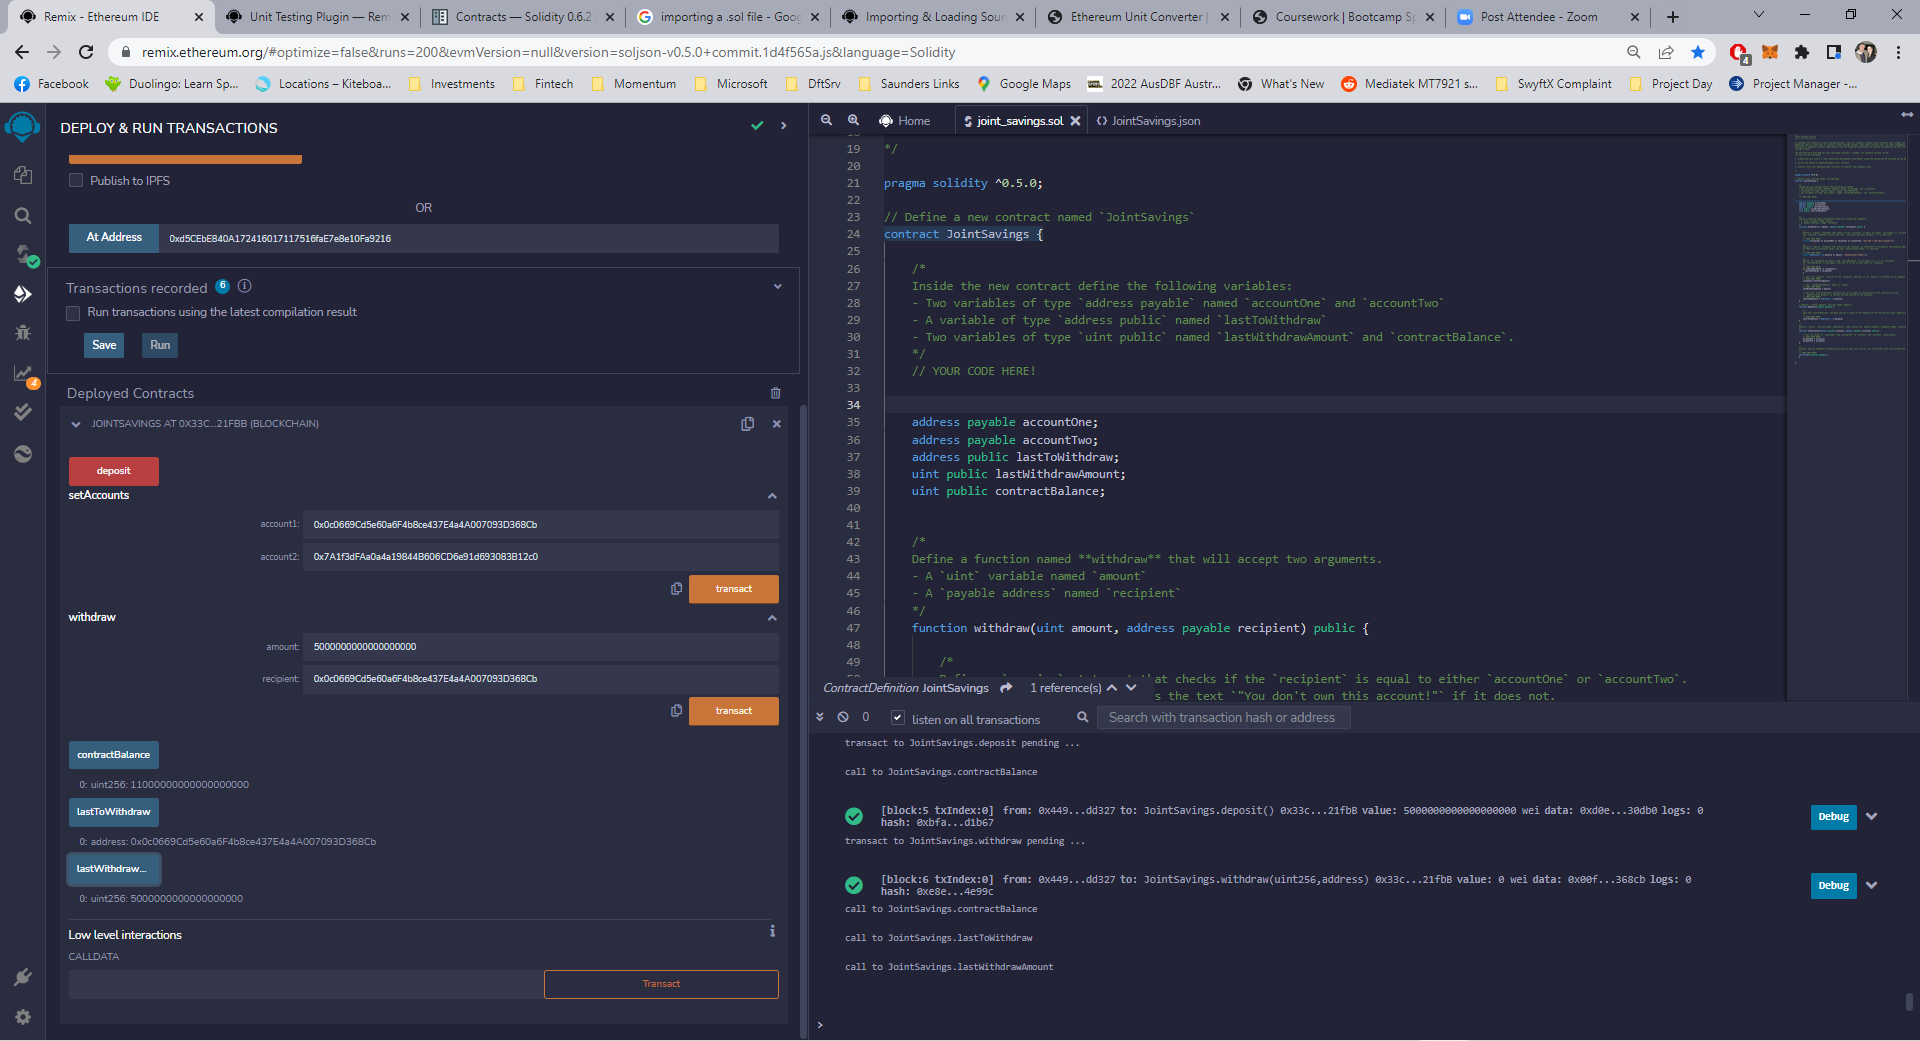 Remix - Ethereum IDE
Unit Testing Plugin — Rem
Contracts — Solidity 0.6.2
importing a .sol file - Goog
Importing & Loading Sour
Ethereum Unit Converter |
Coursework | Bootcamp Sp
Post Attendee - Zoom
remix.ethereum.org/#optimize=false&runs=200&evmVersion=null&version=soljson-v0.5.0+commit.1d4f565a.js&language=Solidity
4
Facebook
Duolingo: Learn Sp...
Locations – Kiteboa...
Investments
Fintech
Momentum
Microsoft
DftSrv
Saunders Links
Google Maps
2022 AusDBF Austr...
What's New
Mediatek MT7921 s...
SwyftX Complaint
Project Day
Project Manager -...
DEPLOY & RUN TRANSACTIONS
Publish to IPFS
OR
At Address
0xd5CEbE840A172416017117516faE7e8e10Fa9216
Transactions recorded 6
Run transactions using the latest compilation result
Save
Run
Deployed Contracts
JOINTSAVINGS AT 0X33C...21FBB (BLOCKCHAIN)
deposit
setAccounts
account1: 0x0c0669Cd5e60a6F4b8ce437E4a4A007093D368Cb
account2: 0x7A1f3dFAa0a4a19844B606CD6e91d693083B12c0
transact
withdraw
amount: 5000000000000000000
recipient: 0x0c0669Cd5e60a6F4b8ce437E4a4A007093D368Cb
transact
contractBalance
0: uint256: 11000000000000000000
lastToWithdraw
0: address: 0x0c0669Cd5e60a6F4b8ce437E4a4A007093D368Cb
lastWithdraw...
0: uint256: 5000000000000000000
Low level interactions
CALLDATA
Transact
4
Home
joint_savings.sol
JointSavings.json
19 */
20
21 pragma solidity ^0.5.0;
22
23 // Define a new contract named `JointSavings`
24 contract JointSavings {
25
26 /*
27 Inside the new contract define the following variables:
28 - Two variables of type `address payable` named `accountOne` and `accountTwo`
29 - A variable of type `address public` named `lastToWithdraw`
30 - Two variables of type `uint public` named `lastWithdrawAmount` and `contractBalance`.
31 */
32 // YOUR CODE HERE!
33
34
35 address payable accountOne;
36 address payable accountTwo;
37 address public lastToWithdraw;
38 uint public lastWithdrawAmount;
39 uint public contractBalance;
40
41
42 /*
43 Define a function named **withdraw** that will accept two arguments.
44 - A `uint` variable named `amount`
45 - A `payable address` named `recipient`
46 */
47 function withdraw(uint amount, address payable recipient) public {
48
49 /*
that checks if the `recipient` is equal to either `accountOne` or `accountTwo`.
ContractDefinition JointSavings
1 reference(s)
s the text `"You don't own this account!"` if it does not.
0
listen on all transactions
Search with transaction hash or address
transact to JointSavings.deposit pending ...
call to JointSavings.contractBalance
[block:5 txIndex:0] from: 0x449...dd327 to: JointSavings.deposit() 0x33c...21fbB value: 5000000000000000000 wei data: 0xd0e...30db0 logs: 0
hash: 0xbfa...d1b67
Debug
transact to JointSavings.withdraw pending ...
[block:6 txIndex:0] from: 0x449...dd327 to: JointSavings.withdraw(uint256,address) 0x33c...21fbB value: 0 wei data: 0x00f...368cb logs: 0
hash: 0xe8e...4e99c
Debug
call to JointSavings.contractBalance
call to JointSavings.lastToWithdraw
call to JointSavings.lastWithdrawAmount
>